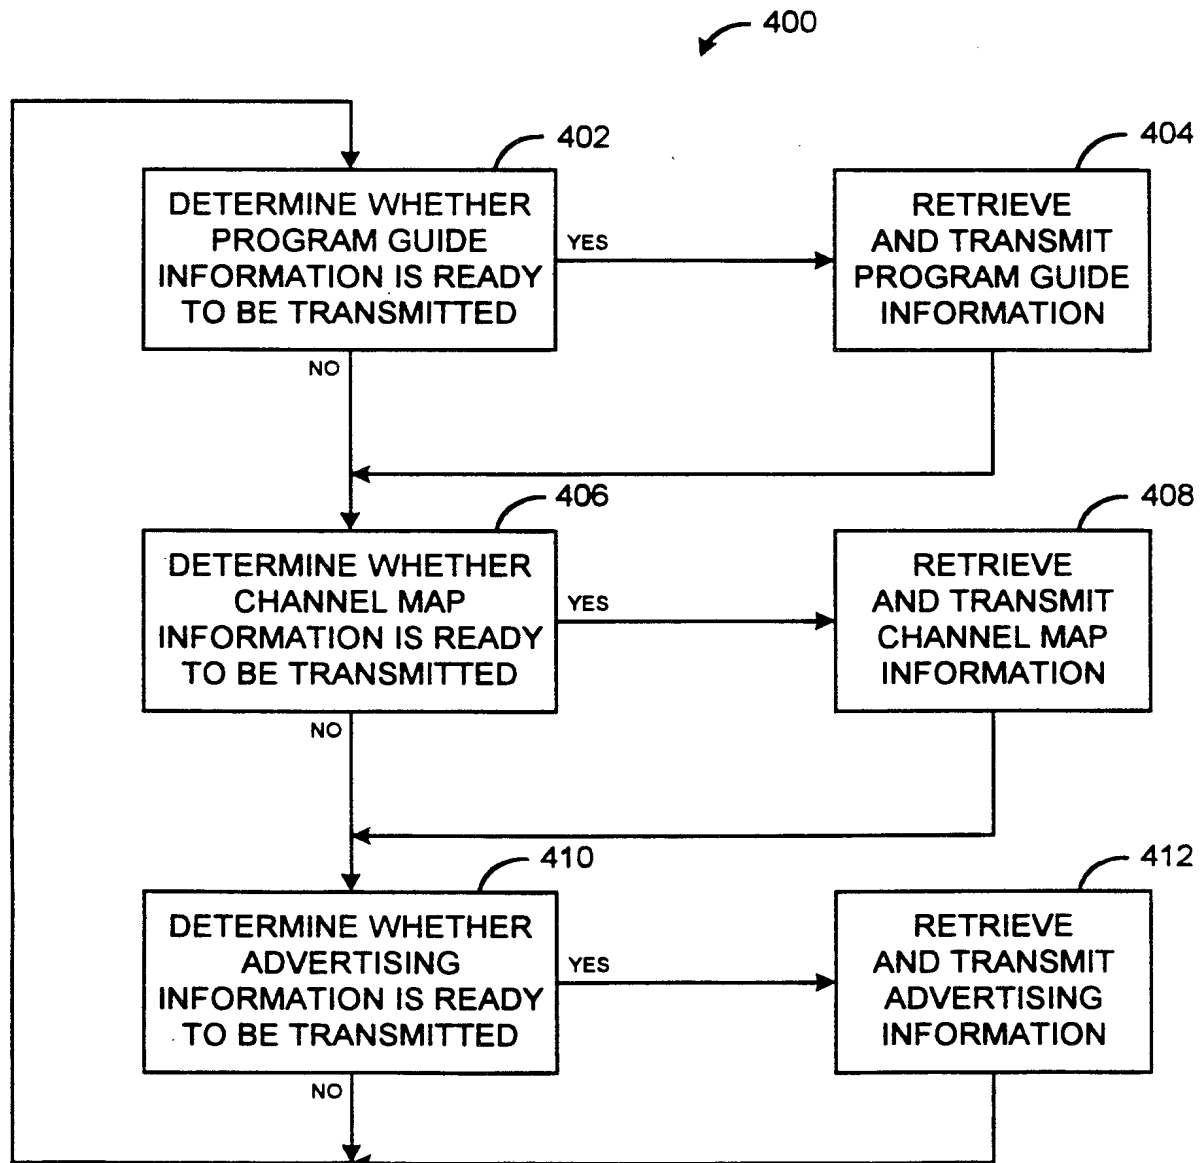 400
402
DETERMINE WHETHER
PROGRAM GUIDE
INFORMATION IS READY
TO BE TRANSMITTED
YES
NO
404
RETRIEVE
AND TRANSMIT
PROGRAM GUIDE
INFORMATION
406
DETERMINE WHETHER
CHANNEL MAP
INFORMATION IS READY
TO BE TRANSMITTED
YES
NO
408
RETRIEVE
AND TRANSMIT
CHANNEL MAP
INFORMATION
410
DETERMINE WHETHER
ADVERTISING
INFORMATION IS READY
TO BE TRANSMITTED
YES
NO
412
RETRIEVE
AND TRANSMIT
ADVERTISING
INFORMATION